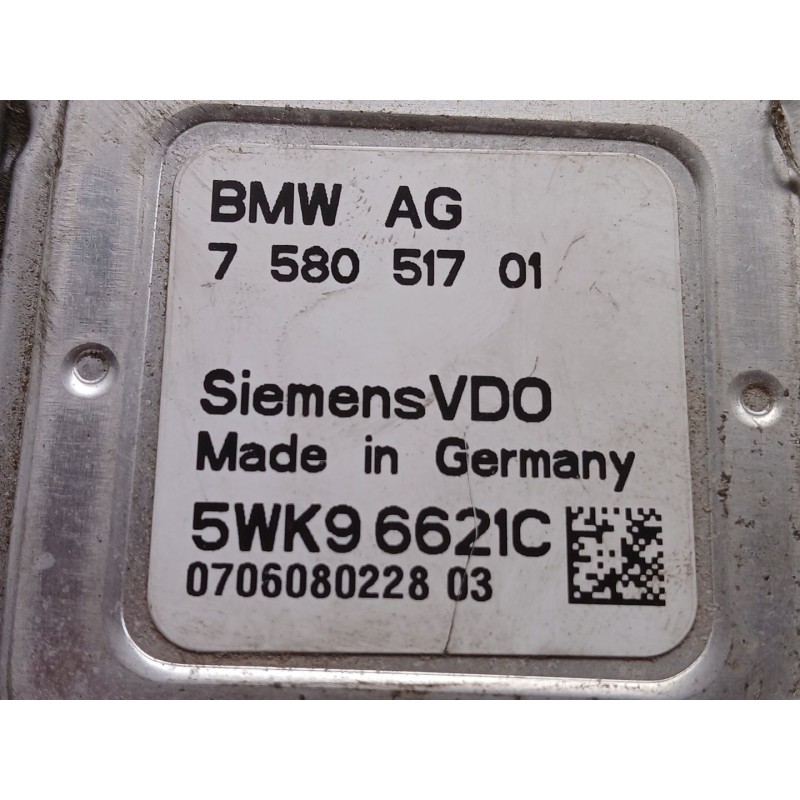 BMW AG
7 580 517 01
SiemensVDO
Made in Germany
5WK9 6621C
0706080228 03